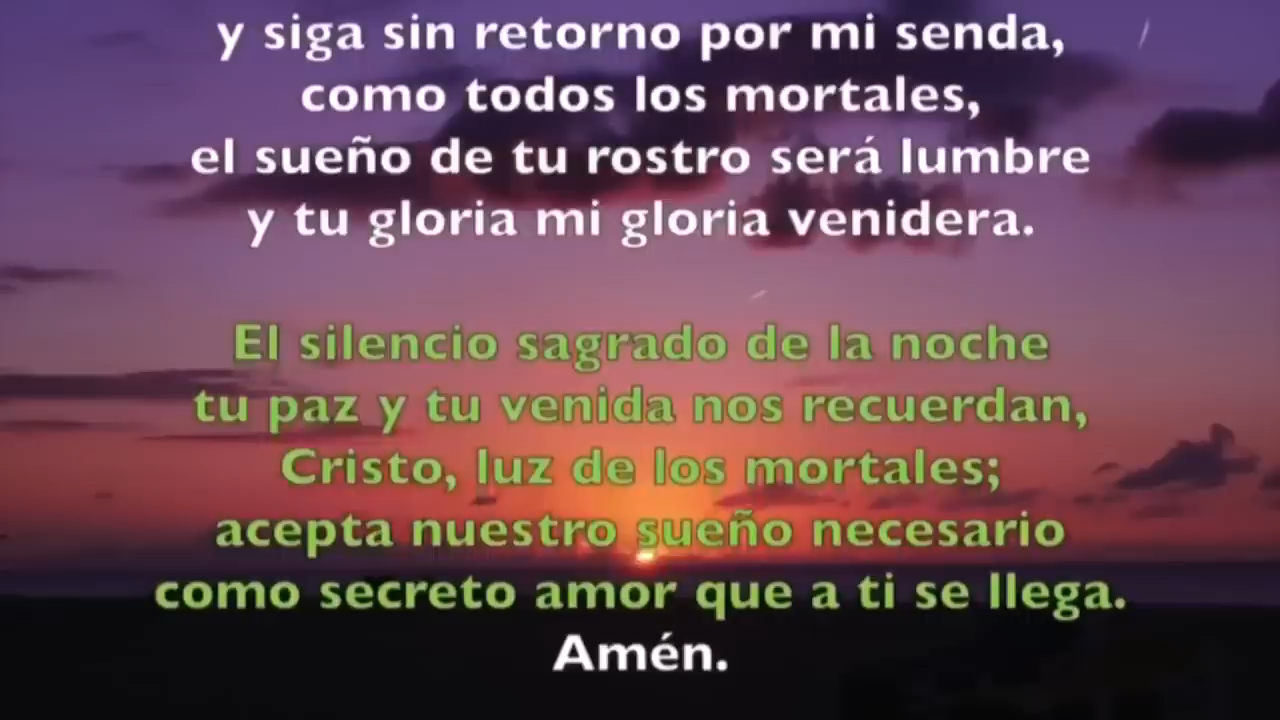 y siga sin retorno por mi senda,
como todos los mortales,
el sueño de tu rostro será lumbre
y tu gloria mi gloria venidera.
El silencio sagrado de la noche
tu paz y tu venida nos recuerdan,
Cristo, luz de los mortales;
acepta nuestro sueño necesario
como secreto amor que a ti se llega.
Amén.